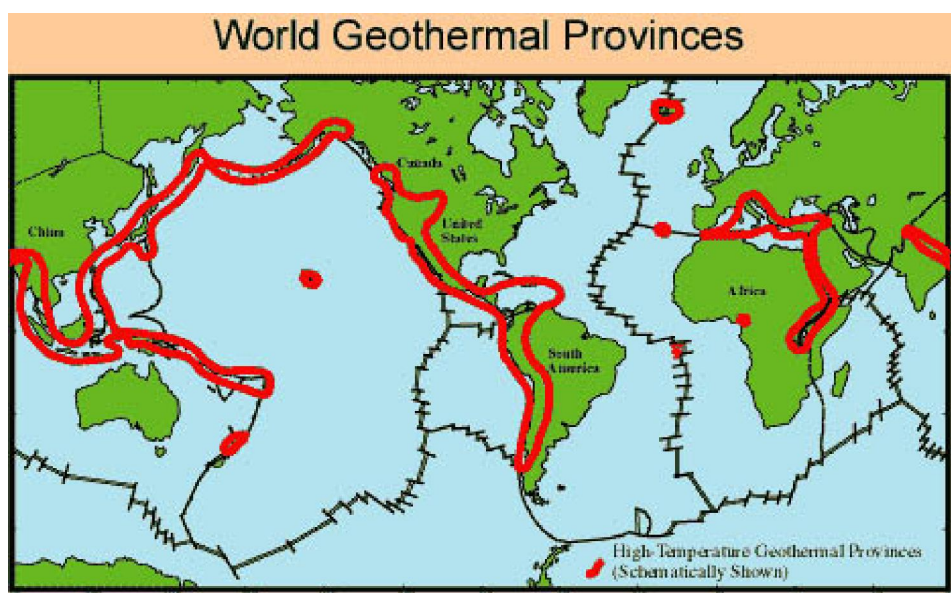 World Geothermal Provinces
Canada
China
United
States
Africa
South
America
High-Temperature Geothermal Provinces
(Schematically Shown)